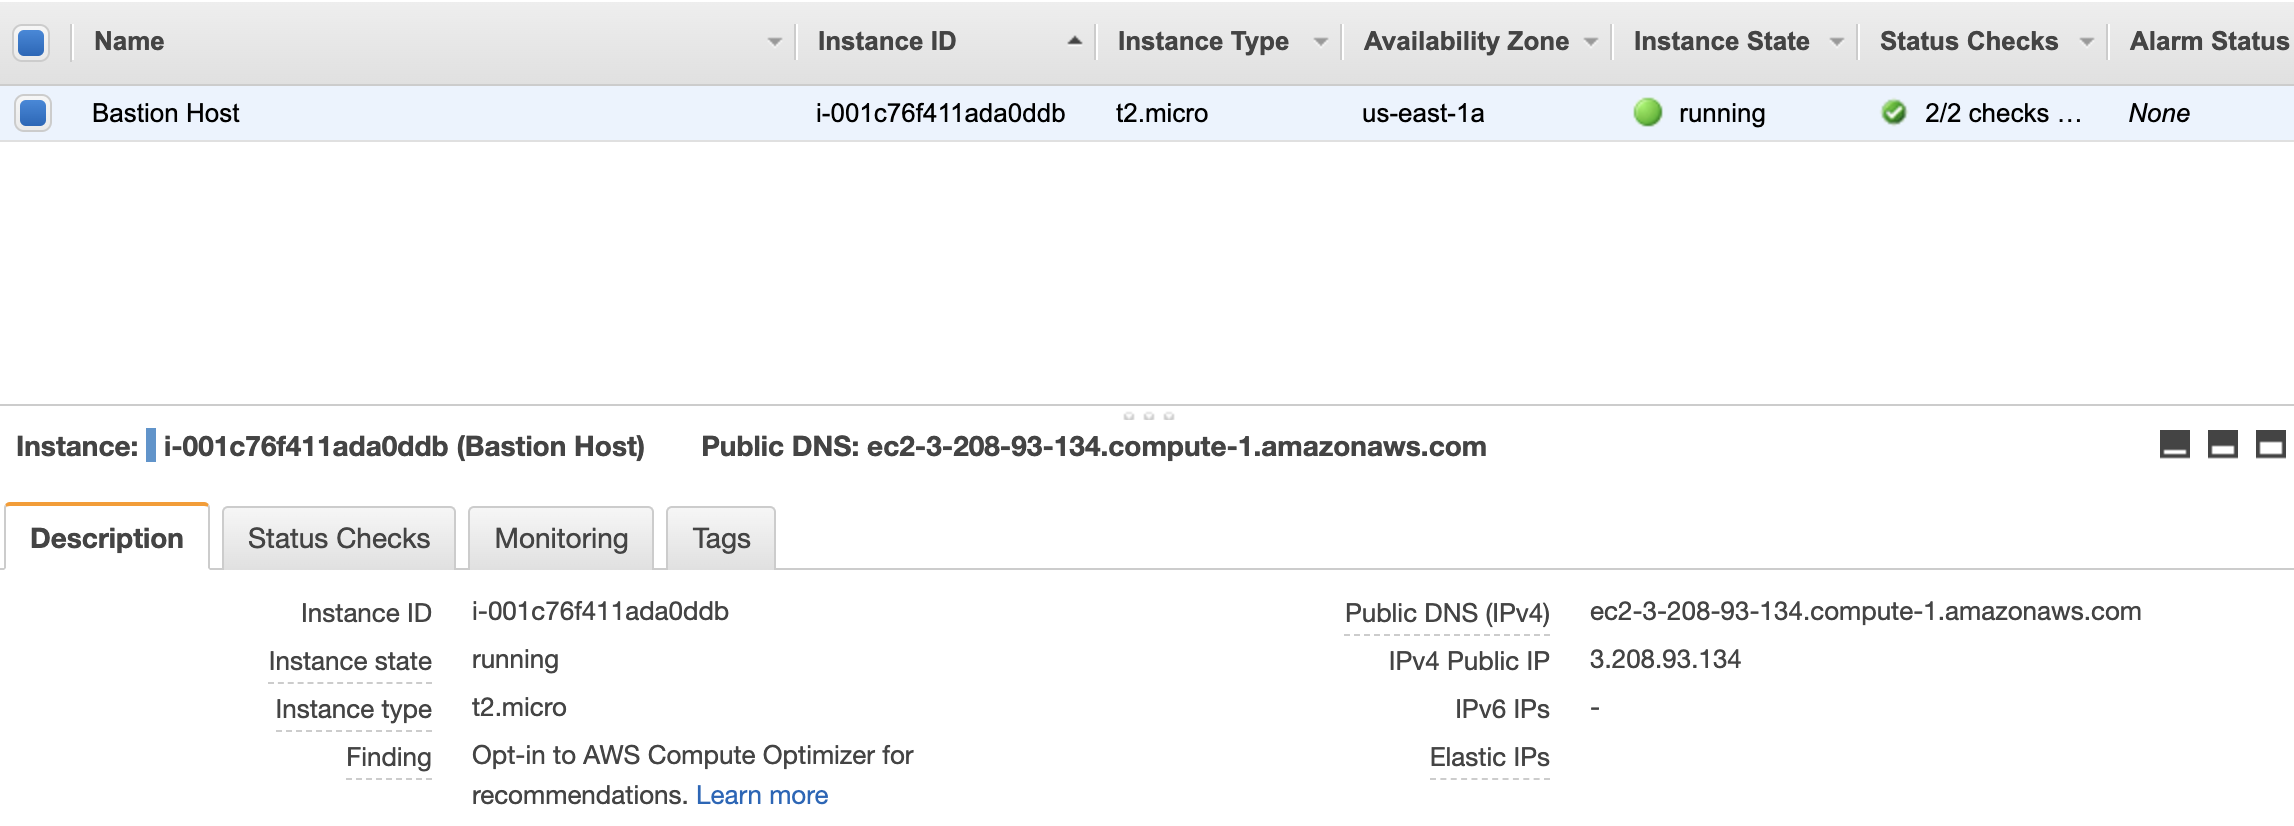 Name Instance ID Instance Type Availability Zone Instance State Status Checks Alarm Status
Bastion Host i-001c76f411ada0ddb t2.micro us-east-1a running 2/2 checks … None
Instance: i-001c76f411ada0ddb (Bastion Host) Public DNS: ec2-3-208-93-134.compute-1.amazonaws.com
Description Status Checks Monitoring Tags
Instance ID i-001c76f411ada0ddb Public DNS (IPv4) ec2-3-208-93-134.compute-1.amazonaws.com
Instance state running IPv4 Public IP 3.208.93.134
Instance type t2.micro IPv6 IPs -
Finding Opt-in to AWS Compute Optimizer for Elastic IPs
recommendations. Learn more